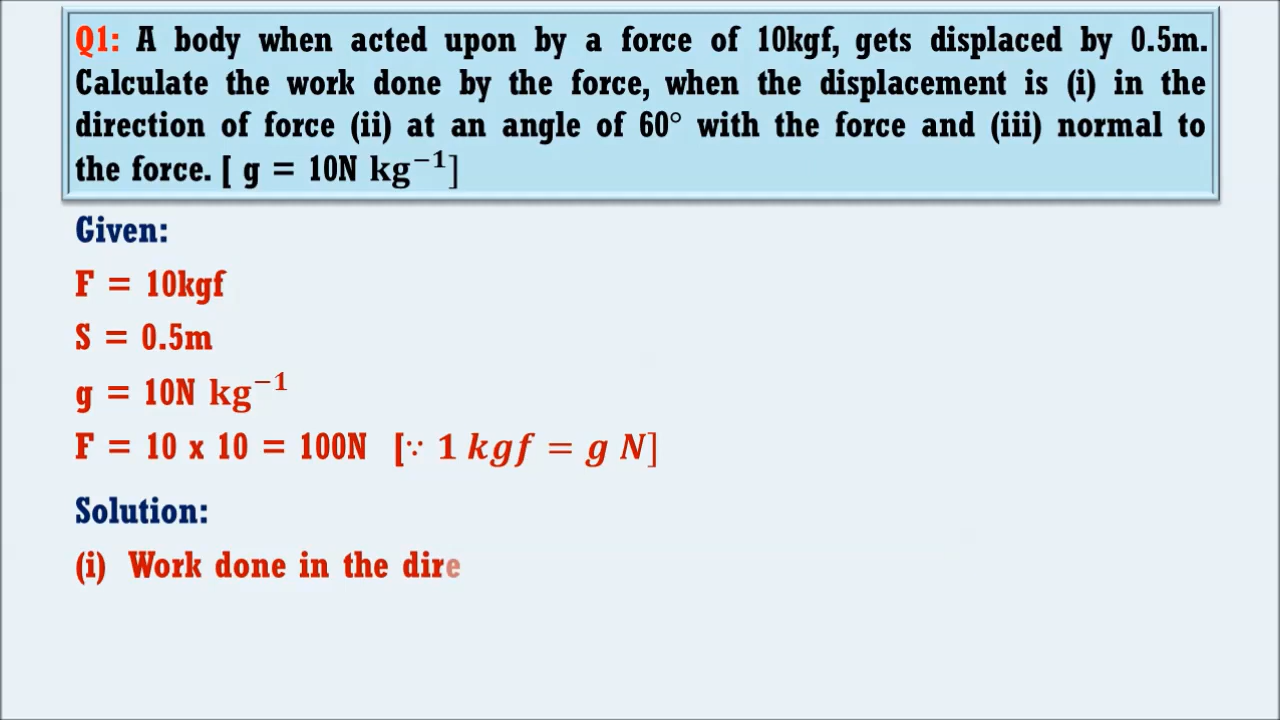 Q1: A body when acted upon by a force of 10kgf, gets displaced by 0.5m.
Calculate the work done by the force, when the displacement is (i) in the
direction of force (ii) at an angle of 60° with the force and (iii) normal to
the force. [ g = 10N kg⁻¹]
Given:
F = 10kgf
S = 0.5m
g = 10N kg⁻¹
F = 10 x 10 = 100N [∵ 1 kgf = g N]
Solution:
(i) Work done in the dire